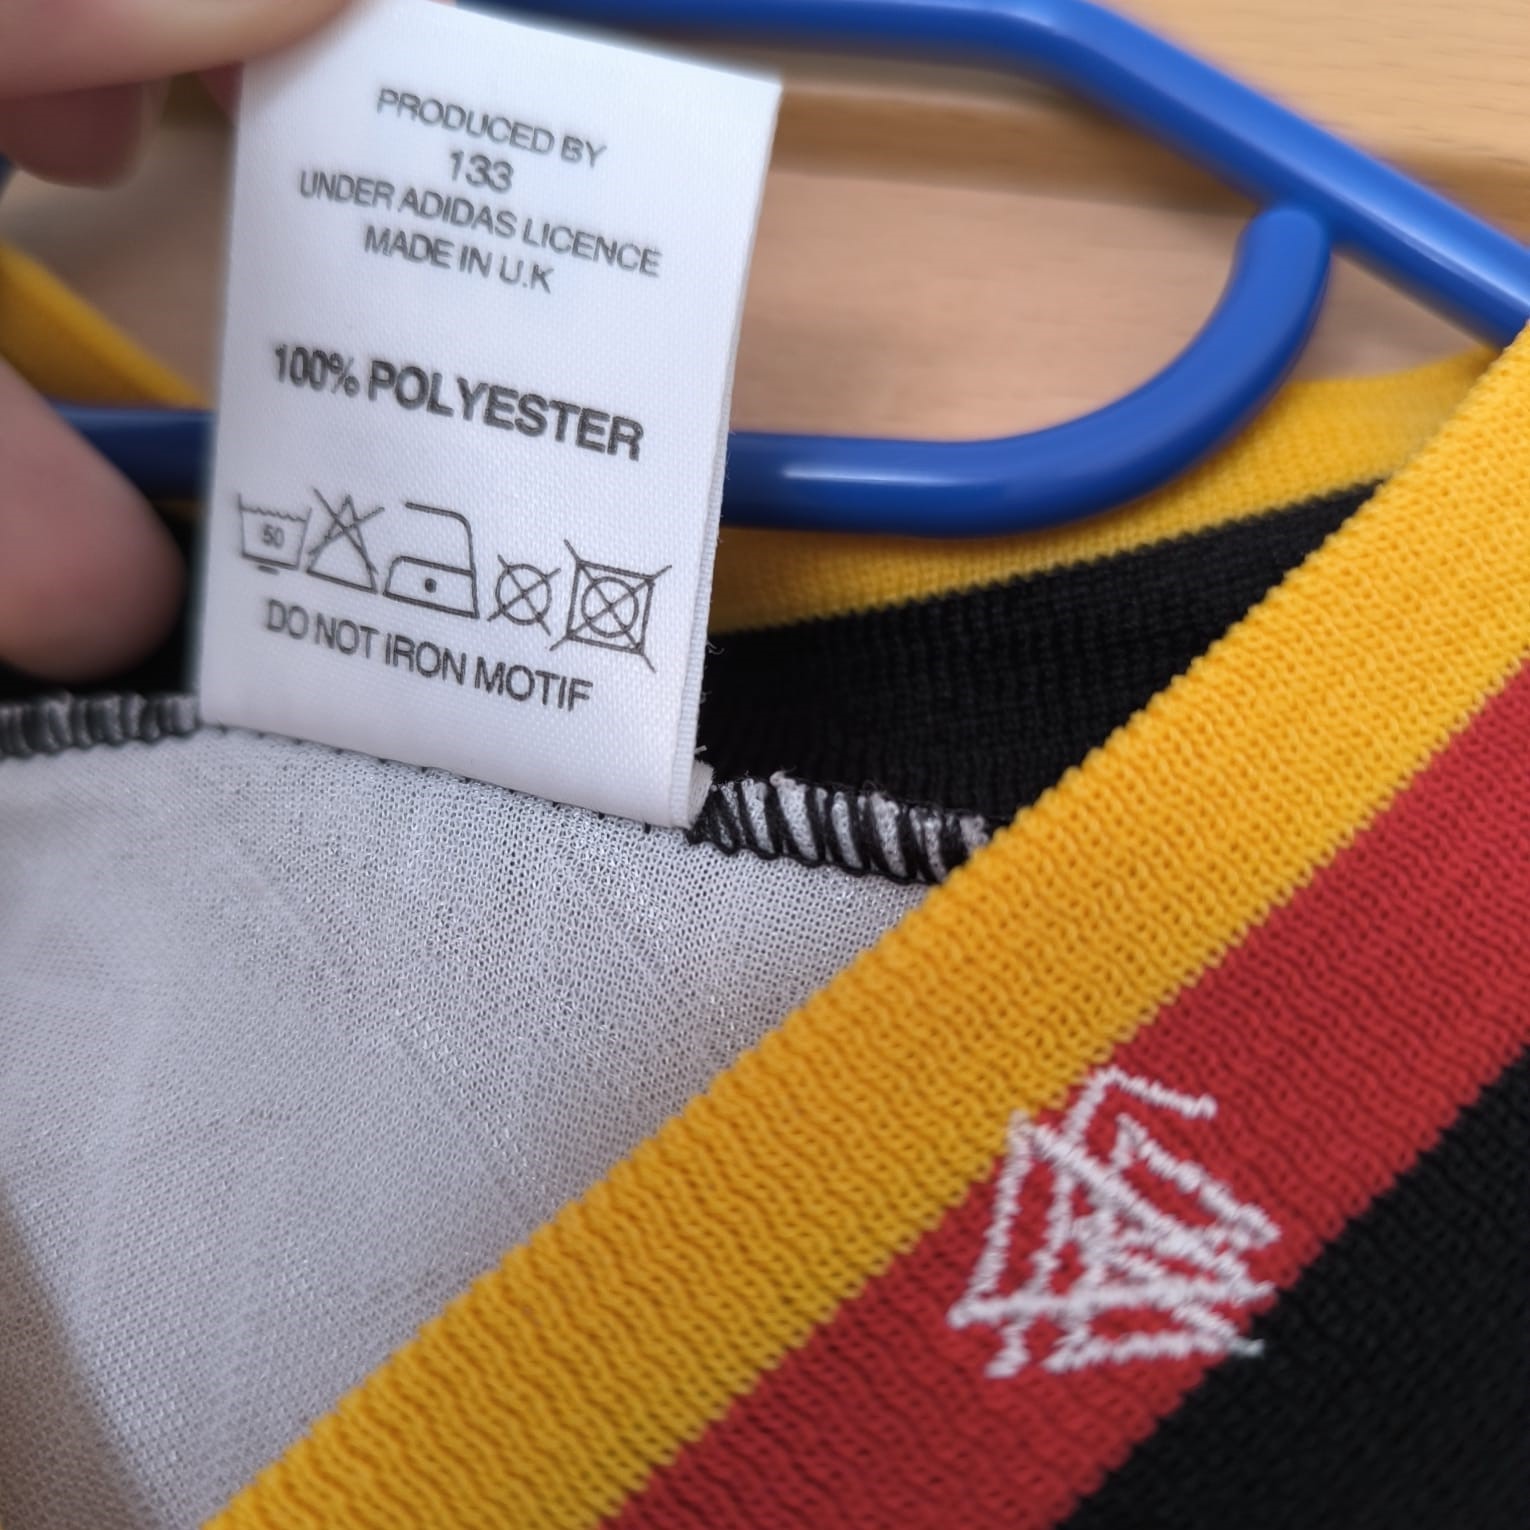 PRODUCED BY
133
UNDER ADIDAS LICENCE
MADE IN U.K
100% POLYESTER
50
DO NOT IRON MOTIF